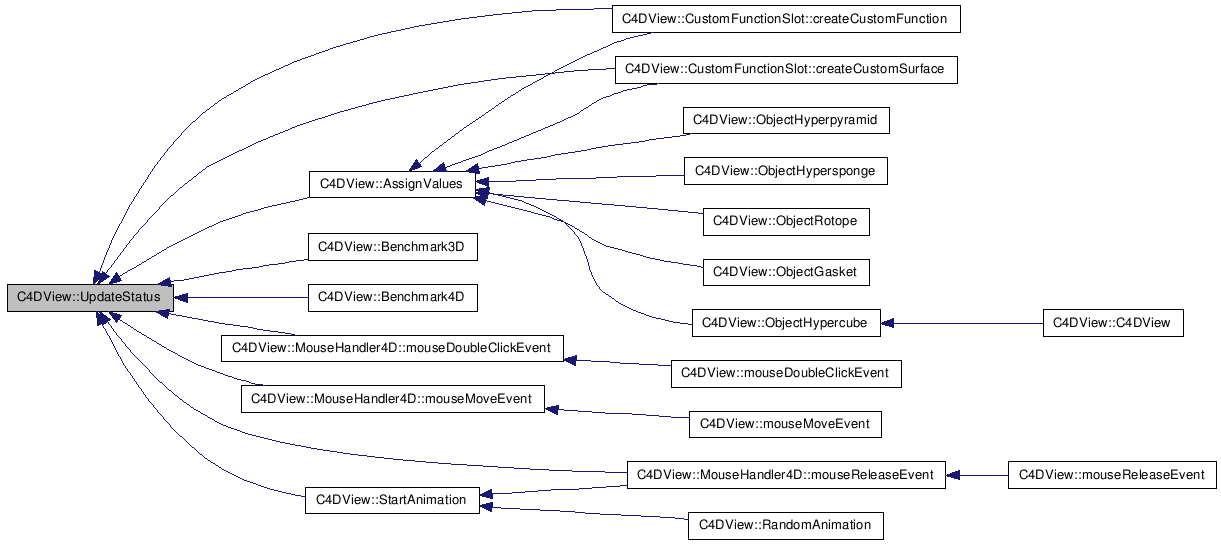 C4DView::CustomFunctionSlot::createCustomFunction
C4DView::CustomFunctionSlot::createCustomSurface
C4DView::ObjectHyperpyramid
C4DView::ObjectHypersponge
C4DView::AssignValues
C4DView::ObjectRotope
C4DView::Benchmark3D
C4DView::ObjectGasket
C4DView::UpdateStatus
C4DView::Benchmark4D
C4DView::ObjectHypercube
C4DView::C4DView
C4DView::MouseHandler4D::mouseDoubleClickEvent
C4DView::mouseDoubleClickEvent
C4DView::MouseHandler4D::mouseMoveEvent
C4DView::mouseMoveEvent
C4DView::MouseHandler4D::mouseReleaseEvent
C4DView::mouseReleaseEvent
C4DView::StartAnimation
C4DView::RandomAnimation